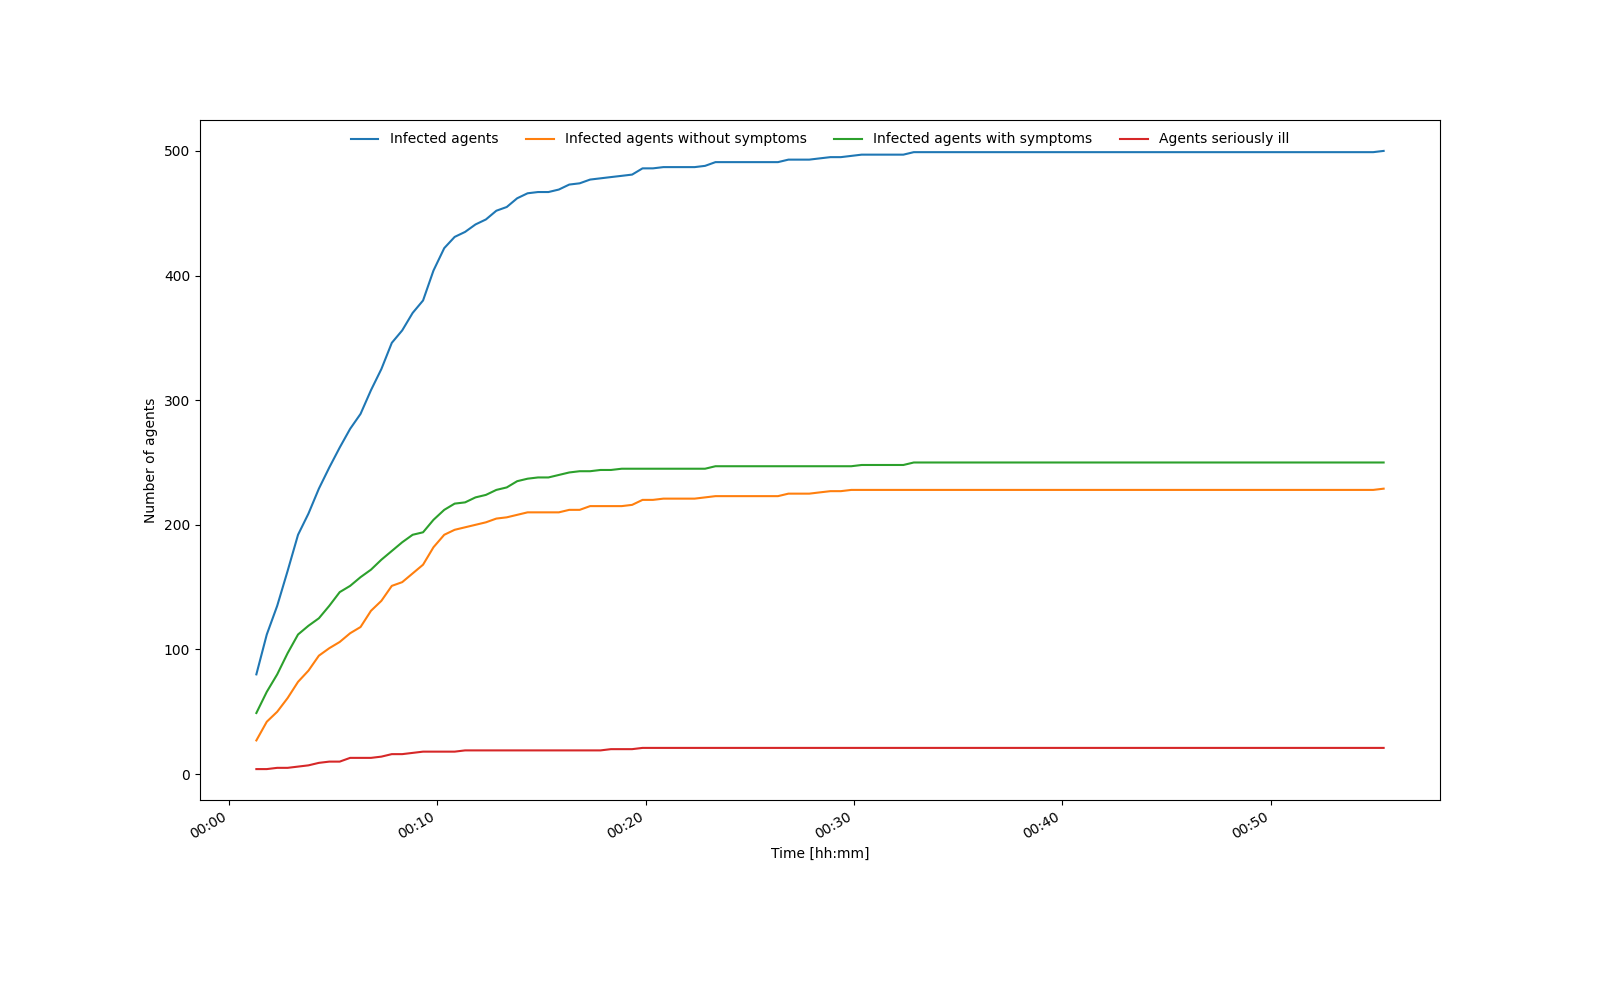 Infected agents Infected agents without symptoms Infected agents with symptoms Agents seriously ill
500
400
300
200
100
0
Number of agents
00:00 00:10 00:20 00:30 00:40 00:50
Time [hh:mm]